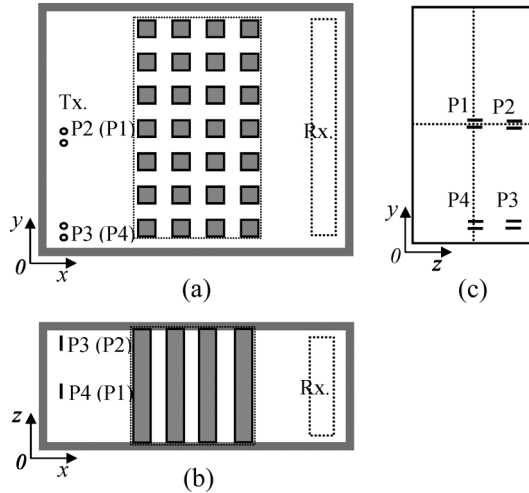 Tx.
P2 (P1)
P3 (P4)
Rx.
y
0
x
(a)
P1
P2
P4
P3
y
0
z
(c)
P3 (P2)
P4 (P1)
Rx.
z
0
x
(b)